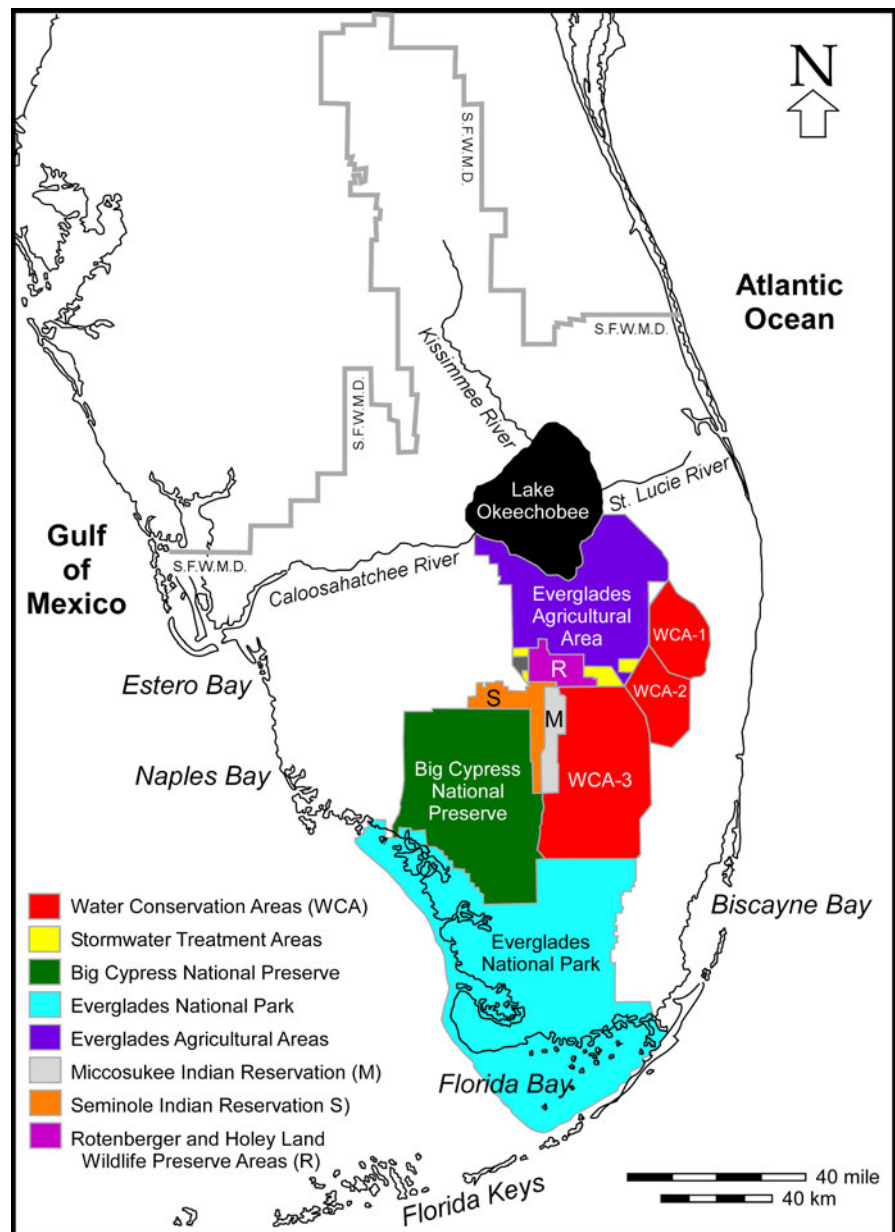 N
S.F.W.M.D.
Atlantic
Ocean
S.F.W.M.D.
Kissimmee River
S.F.W.M.D.
Lake
Okeechobee
St. Lucie River
Gulf
of
Mexico
S.F.W.M.D.
Caloosahatchee River
Everglades
Agricultural
Area
WCA-1
R
Estero Bay
WCA-2
S
M
Naples Bay
Big Cypress
National
Preserve
WCA-3
Biscayne Bay
Everglades
National Park
Water Conservation Areas (WCA)
Stormwater Treatment Areas
Big Cypress National Preserve
Everglades National Park
Everglades Agricultural Areas
Miccosukee Indian Reservation (M)
Seminole Indian Reservation S)
Rotenberger and Holey Land
Wildlife Preserve Areas (R)
Florida Bay
Florida Keys
40 mile
40 km